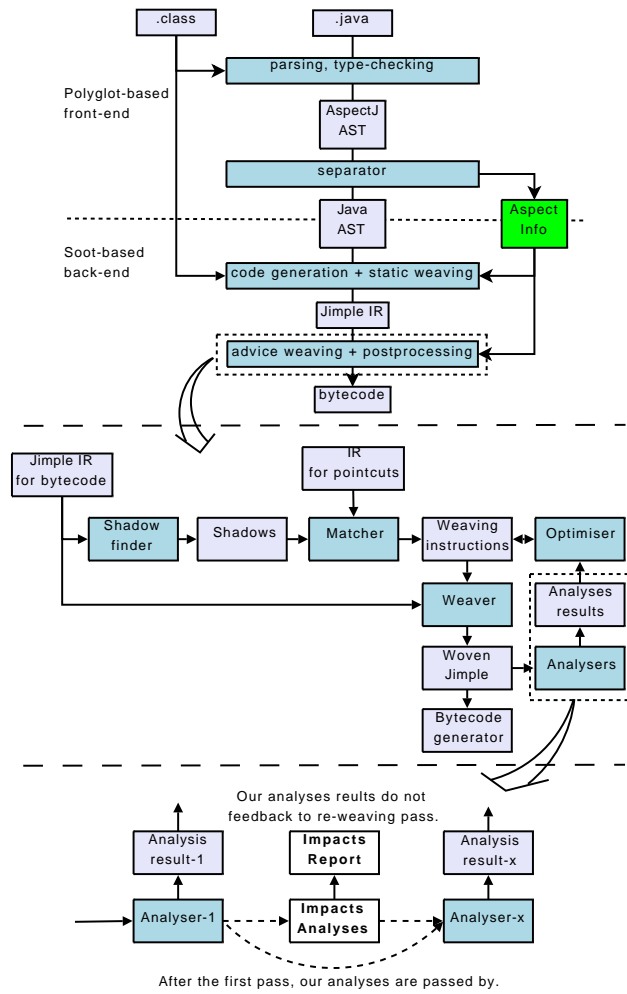 .class
.java
parsing, type-checking
Polyglot-based
front-end
AspectJ
AST
separator
Java
AST
Aspect
Info
Soot-based
back-end
code generation + static weaving
Jimple IR
advice weaving + postprocessing
bytecode
Jimple IR
for bytecode
IR
for pointcuts
Shadow
finder
Shadows
Matcher
Weaving
instructions
Optimiser
Weaver
Analyses
results
Woven
Jimple
Analysers
Bytecode
generator
Our analyses reults do not
feedback to re-weaving pass.
Analysis
result-1
Impacts
Report
Analysis
result-x
Analyser-1
Impacts
Analyses
Analyser-x
After the first pass, our analyses are passed by.